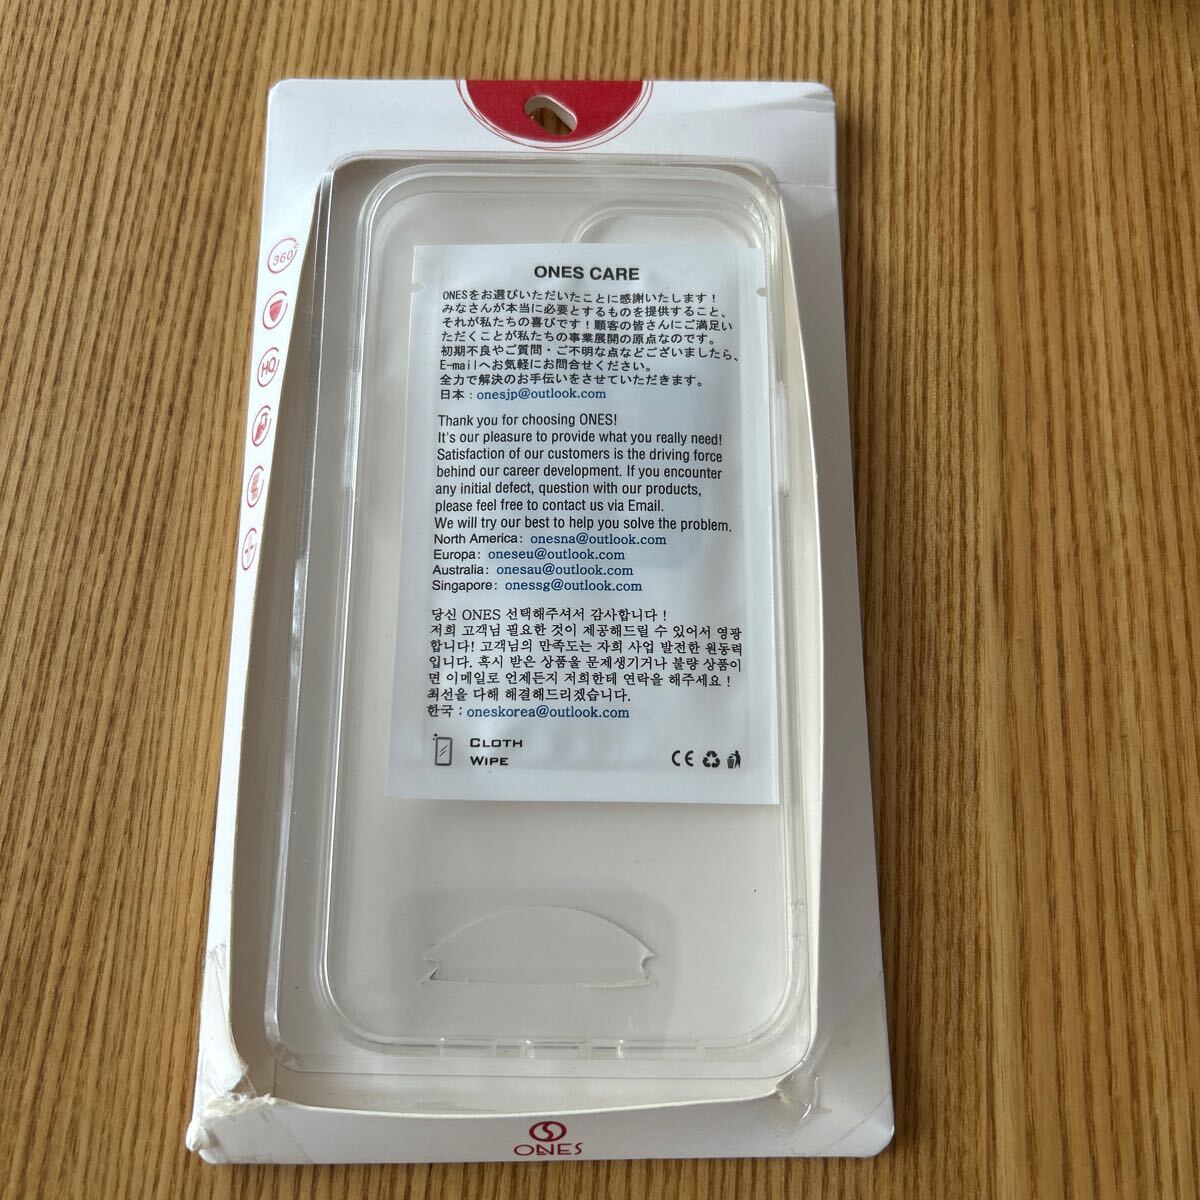 360°
HQ
ONES CARE
ONESをお選びいただいたことに感謝いたします！
みなさんが本当に必要とするものを提供すること、
それが私たちの喜びです！顧客の皆さんにご満足い
ただくことが私たちの事業展開の原点なのです。
初期不良やご質問・ご不明な点などございましたら、
E-mailへお気軽にお問合せください。
全力で解決のお手伝いをさせていただきます。
日本：onesjp@outlook.com
Thank you for choosing ONES!
It's our pleasure to provide what you really need!
Satisfaction of our customers is the driving force
behind our career development. If you encounter
any initial defect, question with our products,
please feel free to contact us via Email.
We will try our best to help you solve the problem.
North America: onesna@outlook.com
Europa: oneseu@outlook.com
Australia: onesau@outlook.com
Singapore: onessg@outlook.com
당신 ONES 선택해주셔서 감사합니다 !
저희 고객님 필요한 것이 제공해드릴 수 있어서 영광
합니다! 고객님의 만족도는 자희 사업 발전한 원동력
입니다. 혹시 받은 상품을 문제생기거나 불량 상품이
면 이메일로 언제든지 저희한테 연락을 해주세요 !
최선을 다해 해결해드리겠습니다.
한국 : oneskorea@outlook.com
CLOTH
WIPE
CE
ONES